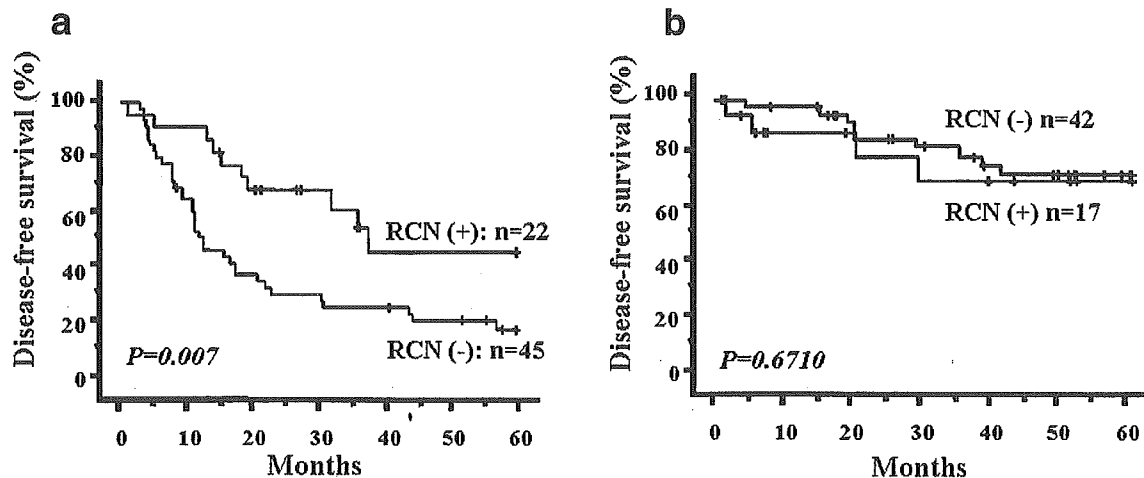 a
Disease-free survival (%)
100
80
60
40
20
0
RCN (+): n=22
RCN (-): n=45
P=0.007
0 10 20 30 40 50 60
Months
b
Disease-free survival (%)
100
80
60
40
20
0
RCN (-) n=42
RCN (+) n=17
P=0.6710
0 10 20 30 40 50 60
Months